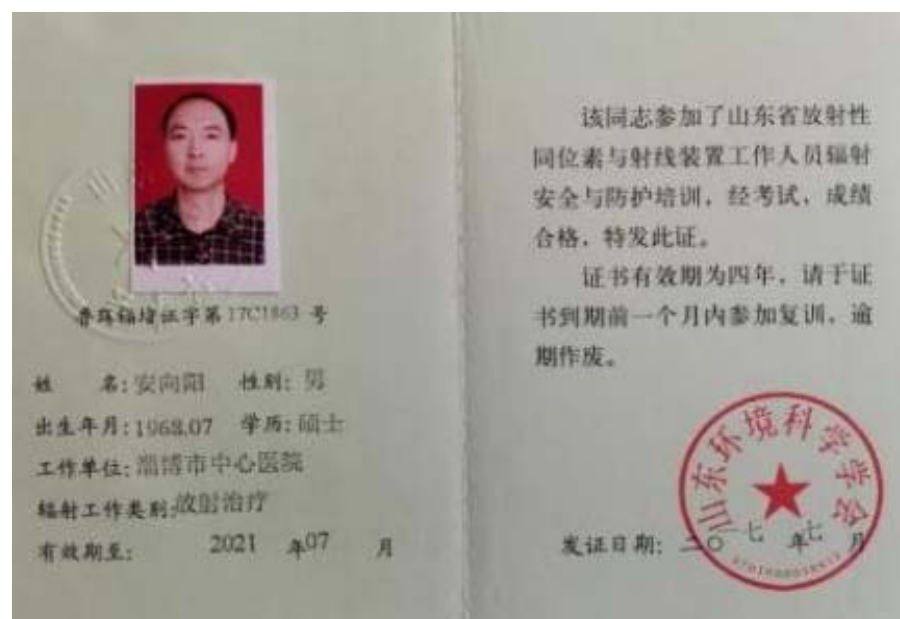 鲁环辐培证字第17C1863 号
姓 名:安向阳 性别:男
出生年月:1968.07 学历:硕士
工作单位:淄博市中心医院
辐射工作类别:放射治疗
有效期至: 2021 年07 月
该同志参加了山东省放射性
同位素与射线装置工作人员辐射
安全与防护培训,经考试,成绩
合格,特发此证。
证书有效期为四年,请于证
书到期前一个月内参加复训,逾
期作废。
山东环境科学学会
发证日期:二〇一七 年七 月